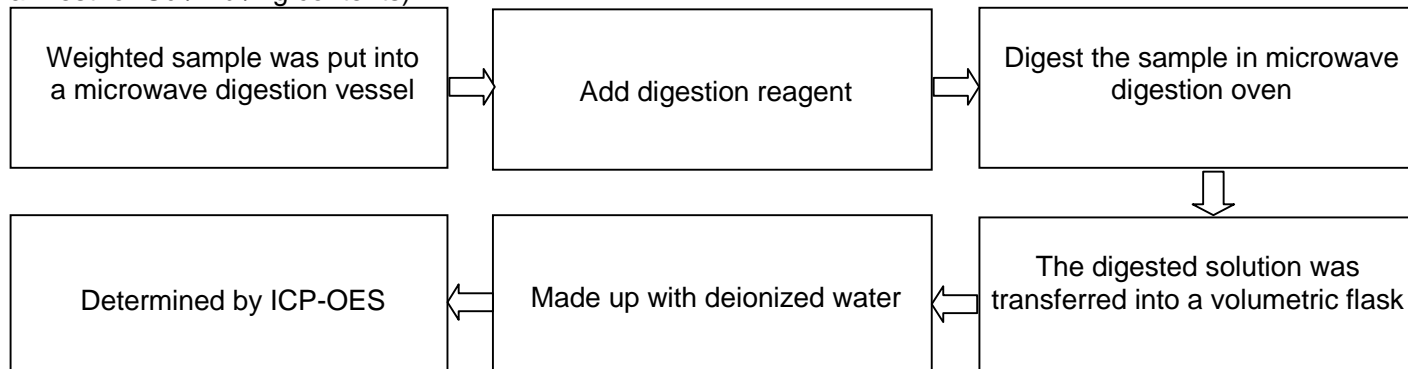 Weighted sample was put into
a microwave digestion vessel
Add digestion reagent
Digest the sample in microwave
digestion oven
The digested solution was
transferred into a volumetric flask
Made up with deionized water
Determined by ICP-OES